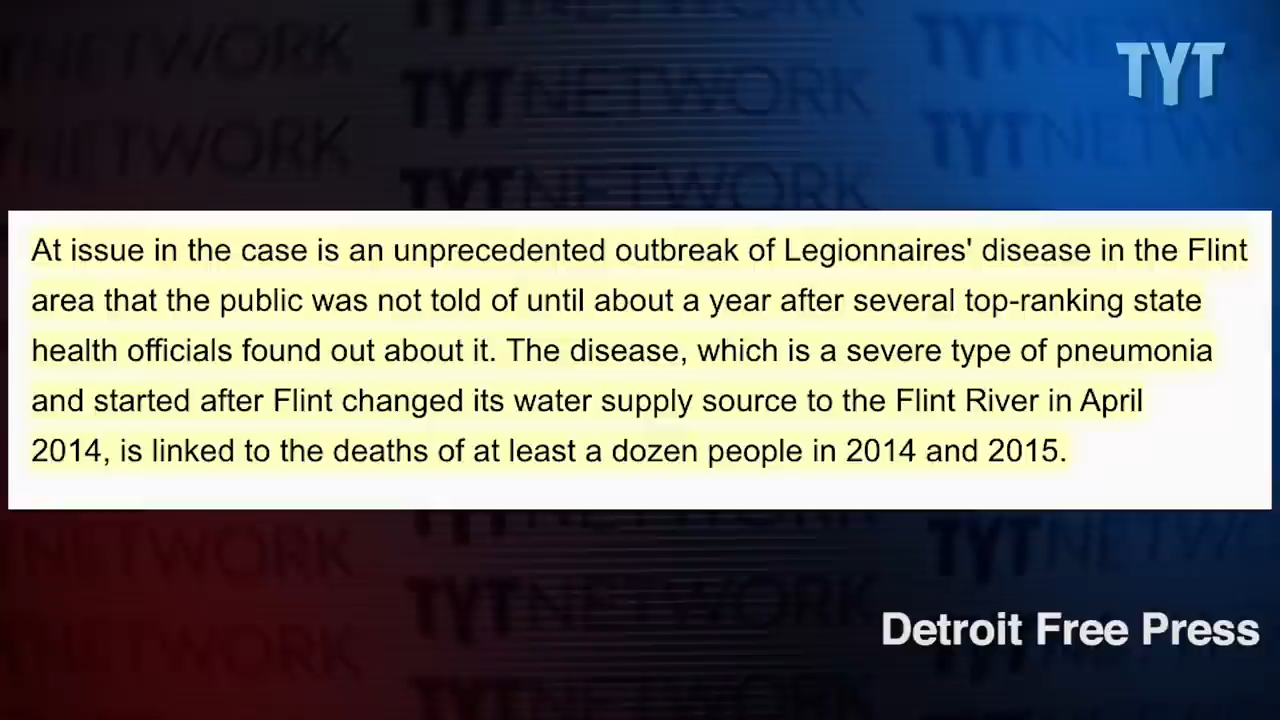 TYT NETWORK
TYT
At issue in the case is an unprecedented outbreak of Legionnaires' disease in the Flint
area that the public was not told of until about a year after several top-ranking state
health officials found out about it. The disease, which is a severe type of pneumonia
and started after Flint changed its water supply source to the Flint River in April
2014, is linked to the deaths of at least a dozen people in 2014 and 2015.
Detroit Free Press